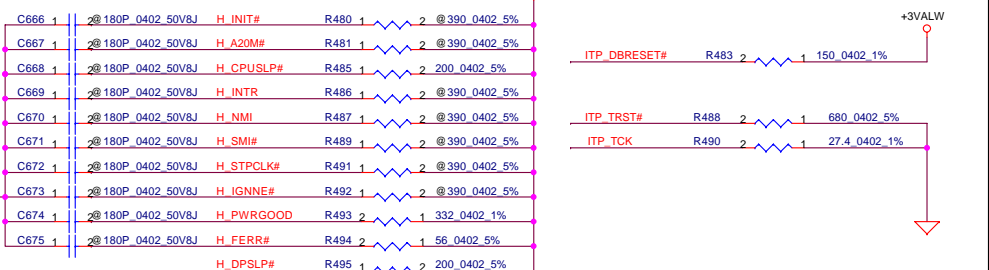 C666 1 2 @180P_0402_50V8J H_INIT# R480 1 2 @390_0402_5%
C667 1 2 @180P_0402_50V8J H_A20M# R481 1 2 @390_0402_5%
C668 1 2 @180P_0402_50V8J H_CPUSLP# R485 1 2 200_0402_5%
C669 1 2 @180P_0402_50V8J H_INTR R486 1 2 @390_0402_5%
C670 1 2 @180P_0402_50V8J H_NMI R487 1 2 @390_0402_5%
C671 1 2 @180P_0402_50V8J H_SMI# R489 1 2 @390_0402_5%
C672 1 2 @180P_0402_50V8J H_STPCLK# R491 1 2 @390_0402_5%
C673 1 2 @180P_0402_50V8J H_IGNNE# R492 1 2 @390_0402_5%
C674 1 2 @180P_0402_50V8J H_PWRGOOD R493 2 1 332_0402_1%
C675 1 2 @180P_0402_50V8J H_FERR# R494 2 1 56_0402_5%
H_DPSLP# R495 1 2 200_0402_5%
+3VALW
ITP_DBRESET# R483 2 1 150_0402_1%
ITP_TRST# R488 2 1 680_0402_5%
ITP_TCK R490 2 1 27.4_0402_1%